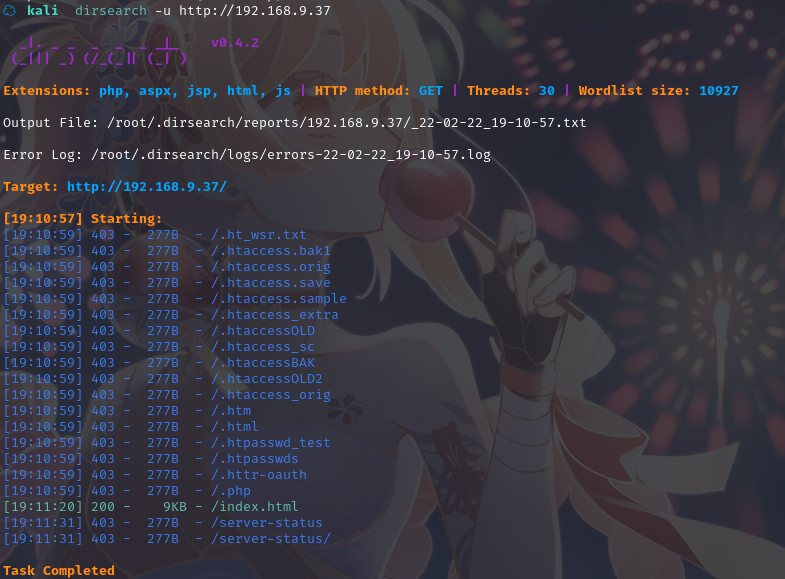 kali dirsearch -u http://192.168.9.37
v0.4.2
Extensions: php, aspx, jsp, html, js | HTTP method: GET | Threads: 30 | Wordlist size: 10927
Output File: /root/.dirsearch/reports/192.168.9.37/_22-02-22_19-10-57.txt
Error Log: /root/.dirsearch/logs/errors-22-02-22_19-10-57.log
Target: http://192.168.9.37/
[19:10:57] Starting:
[19:10:59] 403 - 277B - /.ht_wsr.txt
[19:10:59] 403 - 277B - /.htaccess.bak1
[19:10:59] 403 - 277B - /.htaccess.orig
[19:10:59] 403 - 277B - /.htaccess.save
[19:10:59] 403 - 277B - /.htaccess.sample
[19:10:59] 403 - 277B - /.htaccess_extra
[19:10:59] 403 - 277B - /.htaccessOLD
[19:10:59] 403 - 277B - /.htaccess_sc
[19:10:59] 403 - 277B - /.htaccessBAK
[19:10:59] 403 - 277B - /.htaccessOLD2
[19:10:59] 403 - 277B - /.htaccess_orig
[19:10:59] 403 - 277B - /.htm
[19:10:59] 403 - 277B - /.html
[19:10:59] 403 - 277B - /.htpasswd_test
[19:10:59] 403 - 277B - /.htpasswds
[19:10:59] 403 - 277B - /.httr-oauth
[19:10:59] 403 - 277B - /.php
[19:11:20] 200 - 9KB - /index.html
[19:11:31] 403 - 277B - /server-status
[19:11:31] 403 - 277B - /server-status/
Task Completed